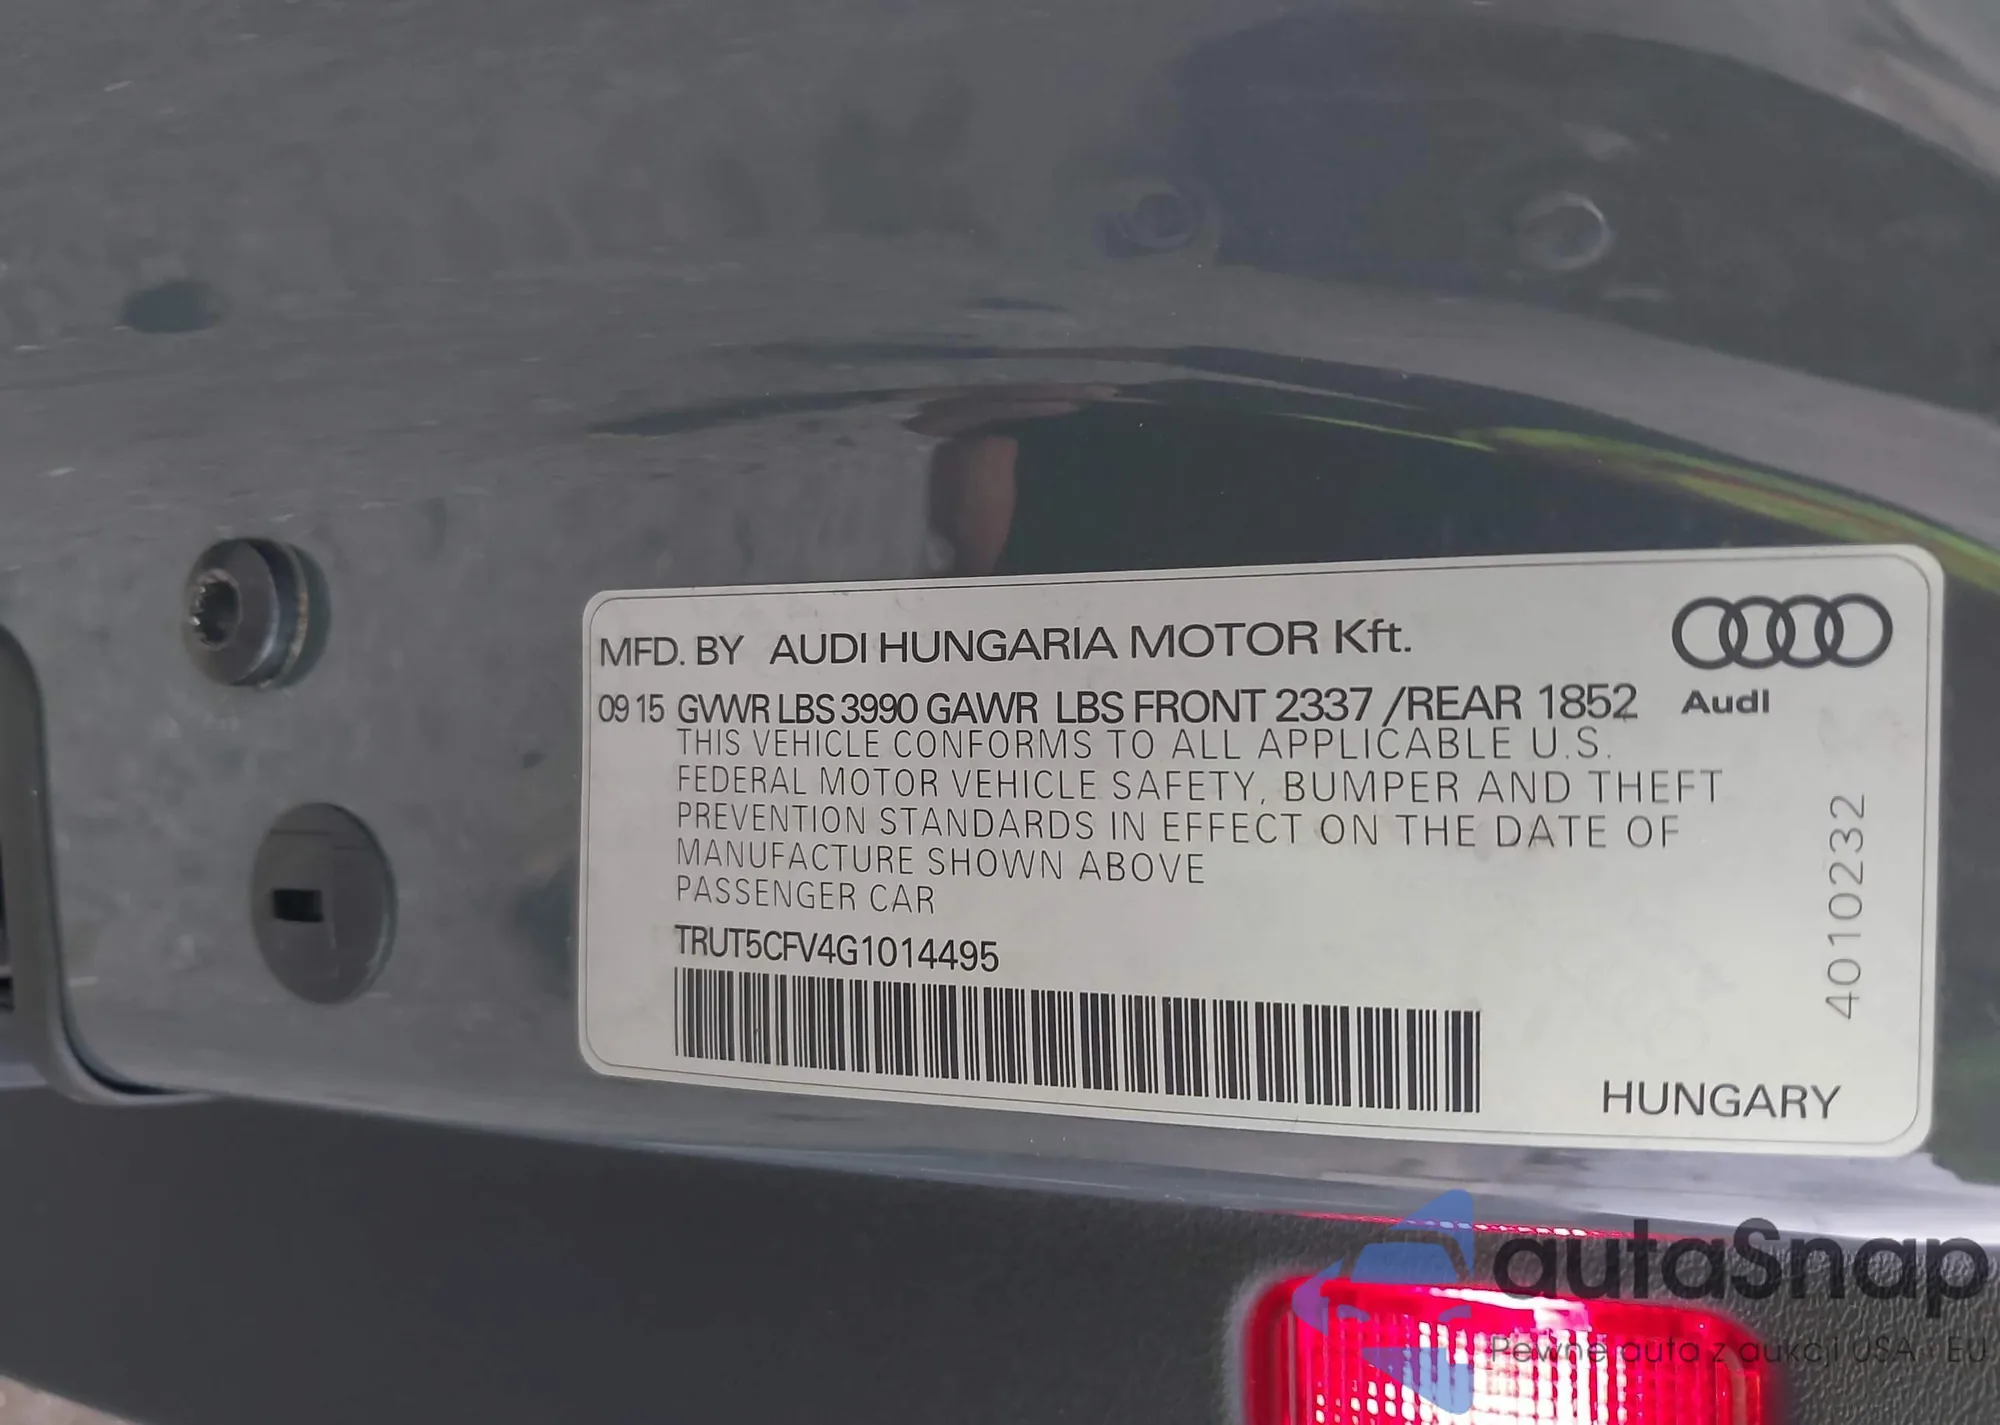 MFD. BY AUDI HUNGARIA MOTOR Kft.
09 15 GVWR LBS 3990 GAWR LBS FRONT 2337 /REAR 1852
Audi
THIS VEHICLE CONFORMS TO ALL APPLICABLE U.S.
FEDERAL MOTOR VEHICLE SAFETY, BUMPER AND THEFT
PREVENTION STANDARDS IN EFFECT ON THE DATE OF
MANUFACTURE SHOWN ABOVE
PASSENGER CAR
TRUT5CFV4G1014495
4010232
HUNGARY
autaSnap
Pewne auta z aukcji USA EU